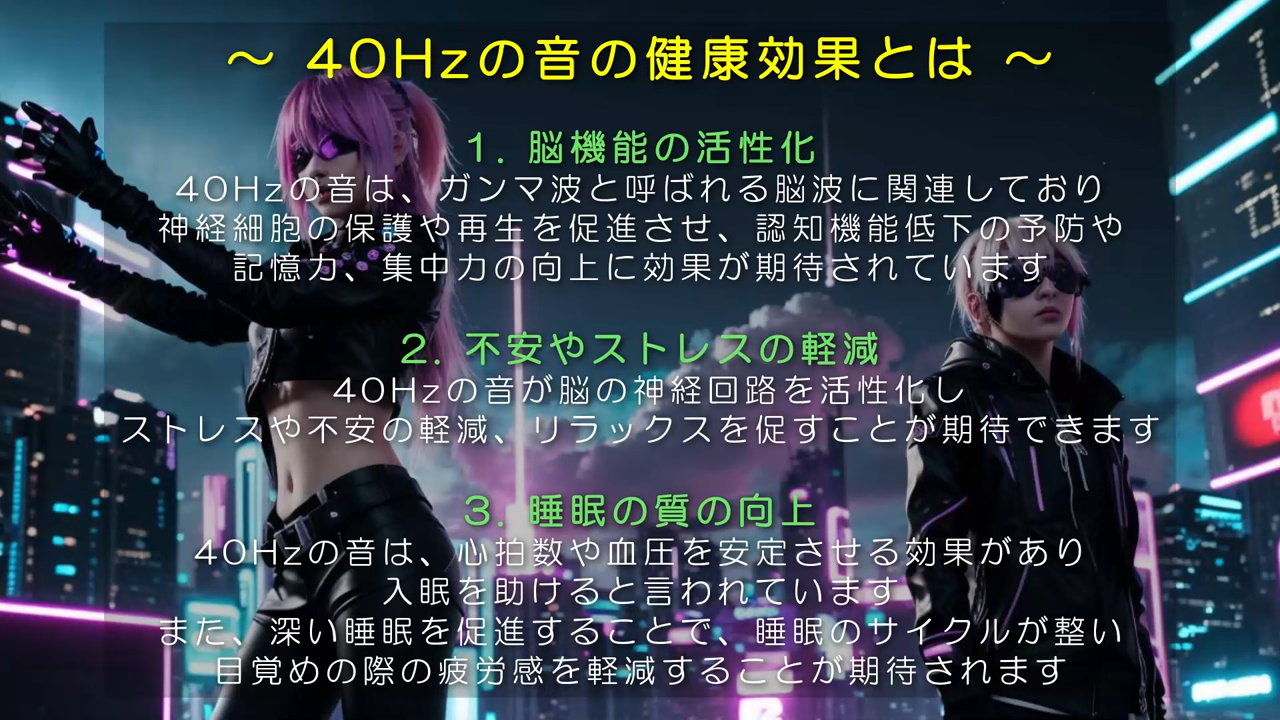 ～ 40Hzの音の健康効果とは ～
1. 脳機能の活性化
40Hzの音は、ガンマ波と呼ばれる脳波に関連しており
神経細胞の保護や再生を促進させ、認知機能低下の予防や
記憶力、集中力の向上に効果が期待されています
2. 不安やストレスの軽減
40Hzの音が脳の神経回路を活性化し
ストレスや不安の軽減、リラックスを促すことが期待できます
3. 睡眠の質の向上
40Hzの音は、心拍数や血圧を安定させる効果があり
入眠を助けると言われています
また、深い睡眠を促進することで、睡眠のサイクルが整い
目覚めの際の疲労感を軽減することが期待されます